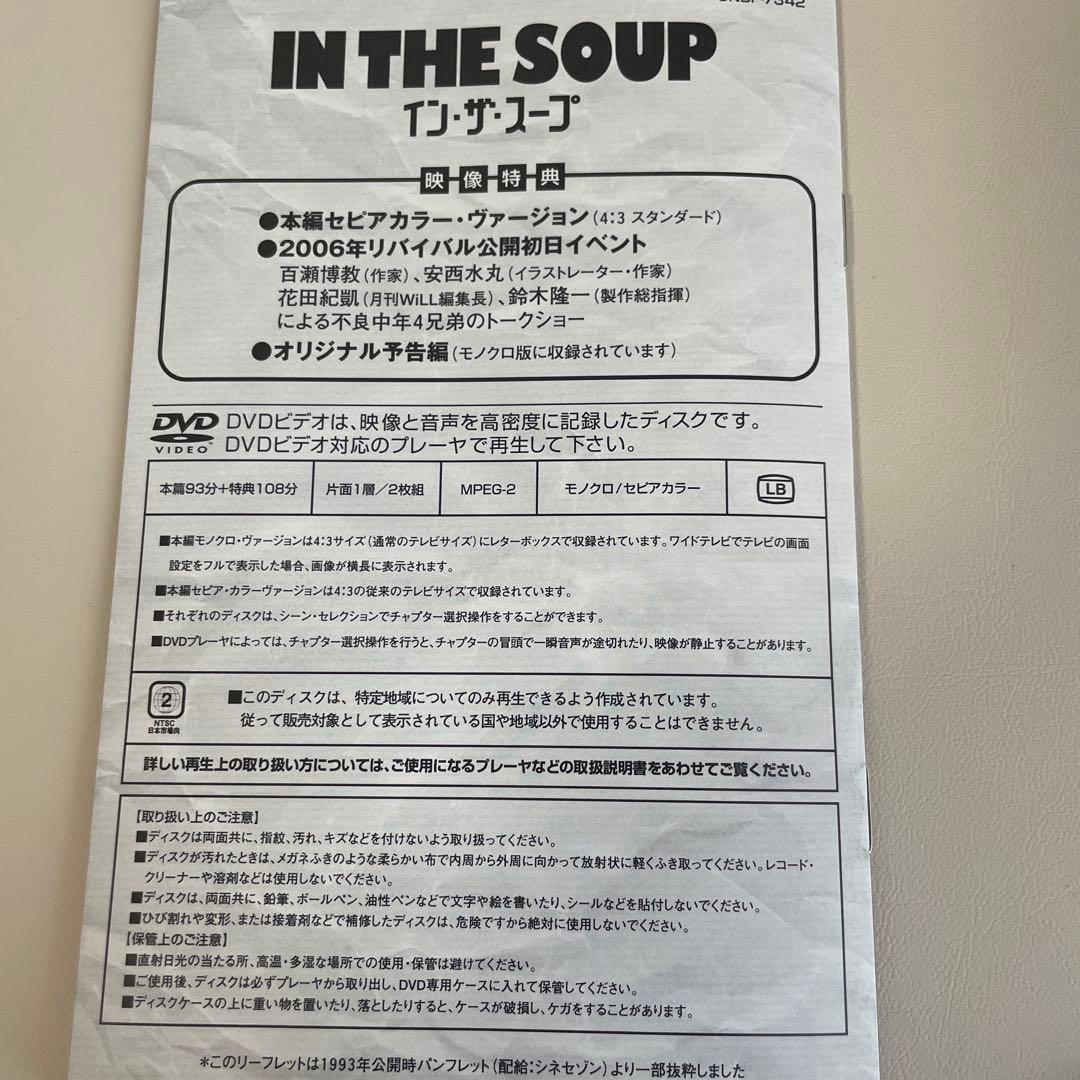 IN THE SOUP
イン・ザ・スープ
映像特典
●本編セピアカラー・ヴァージョン(4:3 スタンダード)
●2006年リバイバル公開初日イベント
百瀬博教(作家)、安西水丸(イラストレーター・作家)
花田紀凱(月刊WiLL編集長)、鈴木隆一(製作総指揮)
による不良中年4兄弟のトークショー
●オリジナル予告編(モノクロ版に収録されています)
DVD VIDEO
DVDビデオは、映像と音声を高密度に記録したディスクです。
DVDビデオ対応のプレーヤで再生して下さい。
本篇93分+特典108分 片面1層/2枚組 MPEG-2 モノクロ/セピアカラー LB
■本編モノクロ・ヴァージョンは4:3サイズ(通常のテレビサイズ)にレターボックスで収録されています。ワイドテレビでテレビの画面
設定をフルで表示した場合、画像が横長に表示されます。
■本編セピア・カラーヴァージョンは4:3の従来のテレビサイズで収録されています。
■それぞれのディスクは、シーン・セレクションでチャプター選択操作をすることができます。
■DVDプレーヤによっては、チャプター選択操作を行うと、チャプターの冒頭で一瞬音声が途切れたり、映像が静止することがあります。
2
NTSC
日本市場向
■このディスクは、特定地域についてのみ再生できるよう作成されています。
従って販売対象として表示されている国や地域以外で使用することはできません。
詳しい再生上の取り扱い方については、ご使用になるプレーヤなどの取扱説明書をあわせてご覧ください。
【取り扱い上のご注意】
■ディスクは両面共に、指紋、汚れ、キズなどを付けないよう取り扱ってください。
■ディスクが汚れたときは、メガネふきのような柔らかい布で内周から外周に向かって放射状に軽くふき取ってください。レコード・
クリーナーや溶剤などは使用しないでください。
■ディスクは、両面共に、鉛筆、ボールペン、油性ペンなどで文字や絵を書いたり、シールなどを貼付しないでください。
■ひび割れや変形、または接着剤などで補修したディスクは、危険ですから絶対に使用しないでください。
【保管上のご注意】
■直射日光の当たる所、高温・多湿な場所での使用・保管は避けてください。
■ご使用後、ディスクは必ずプレーヤから取り出し、DVD専用ケースに入れて保管してください。
■ディスクケースの上に重い物を置いたり、落としたりすると、ケースが破損し、ケガをすることがあります。
*このリーフレットは1993年公開時パンフレット(配給:シネセゾン)より一部抜粋しました